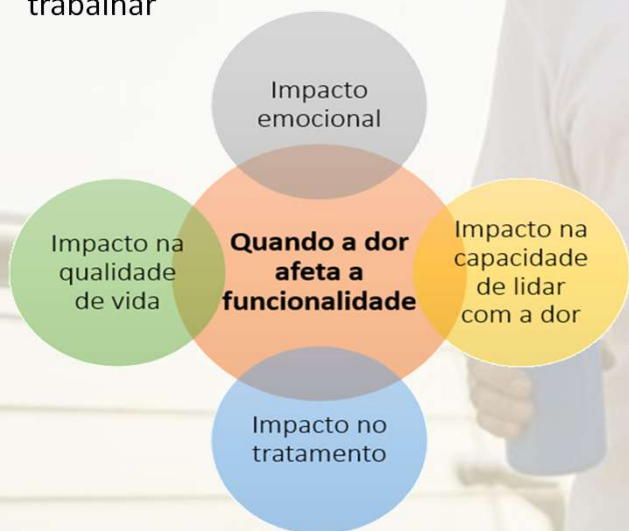 trabalhar
Impacto
emocional
Impacto na
qualidade
de vida
Quando a dor
afeta a
funcionalidade
Impacto na
capacidade
de lidar
com a dor
Impacto no
tratamento